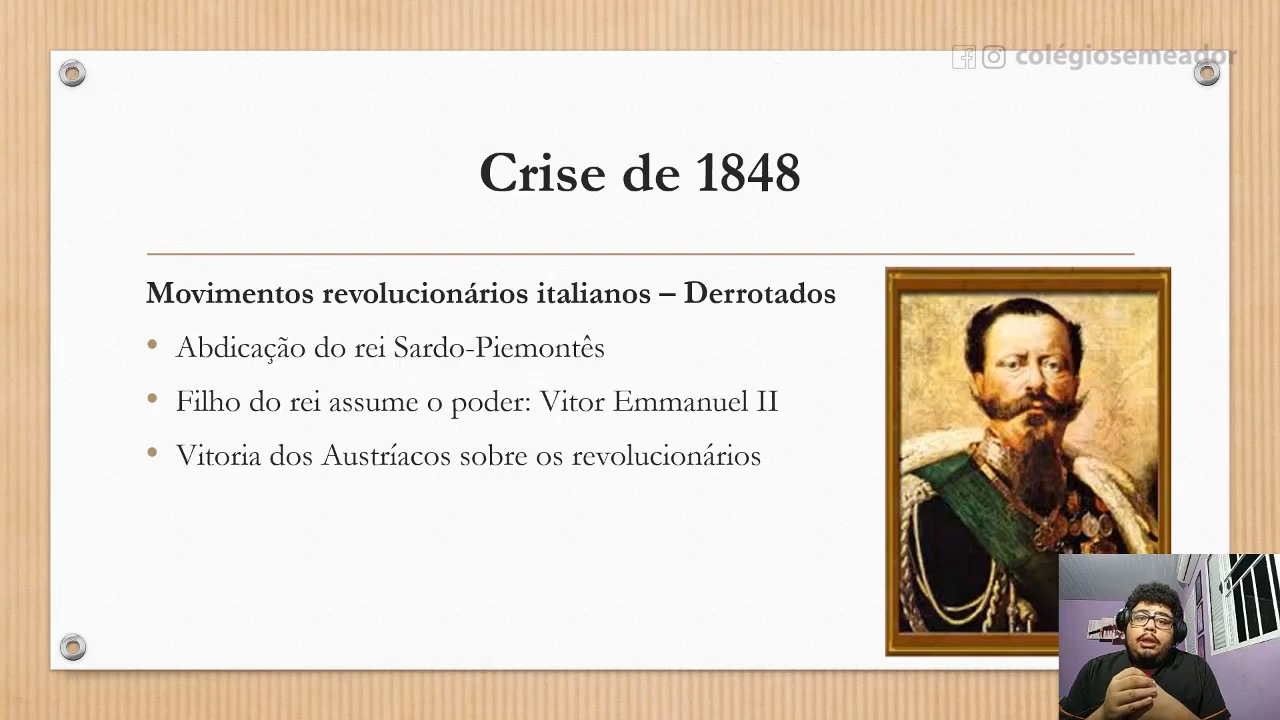 colégiosemeador
Crise de 1848
Movimentos revolucionários italianos – Derrotados
• Abdicação do rei Sardo-Piemontês
• Filho do rei assume o poder: Vitor Emmanuel II
• Vitoria dos Austríacos sobre os revolucionários